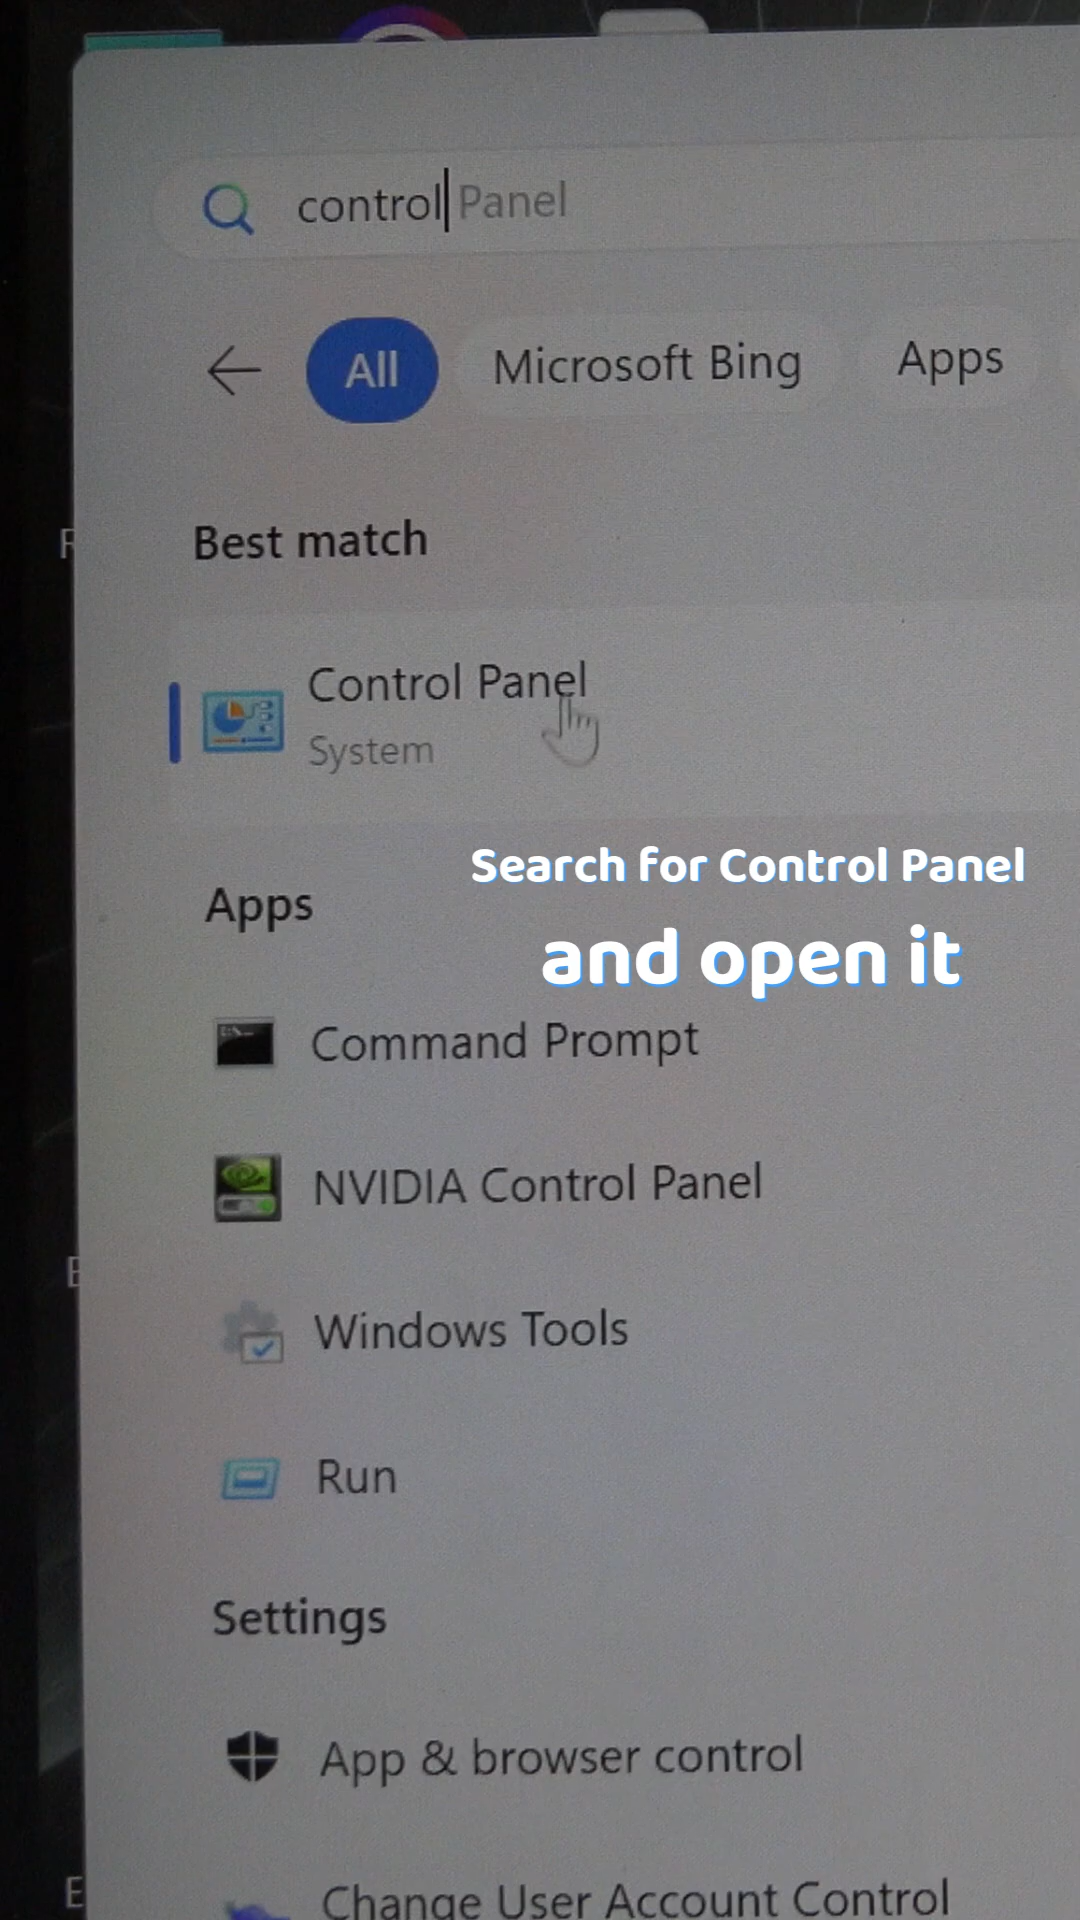 control Panel
All
Microsoft Bing
Apps
Best match
Control Panel
System
Search for Control Panel
and open it
Apps
Command Prompt
NVIDIA Control Panel
Windows Tools
Run
Settings
App & browser control
Change User Account Control